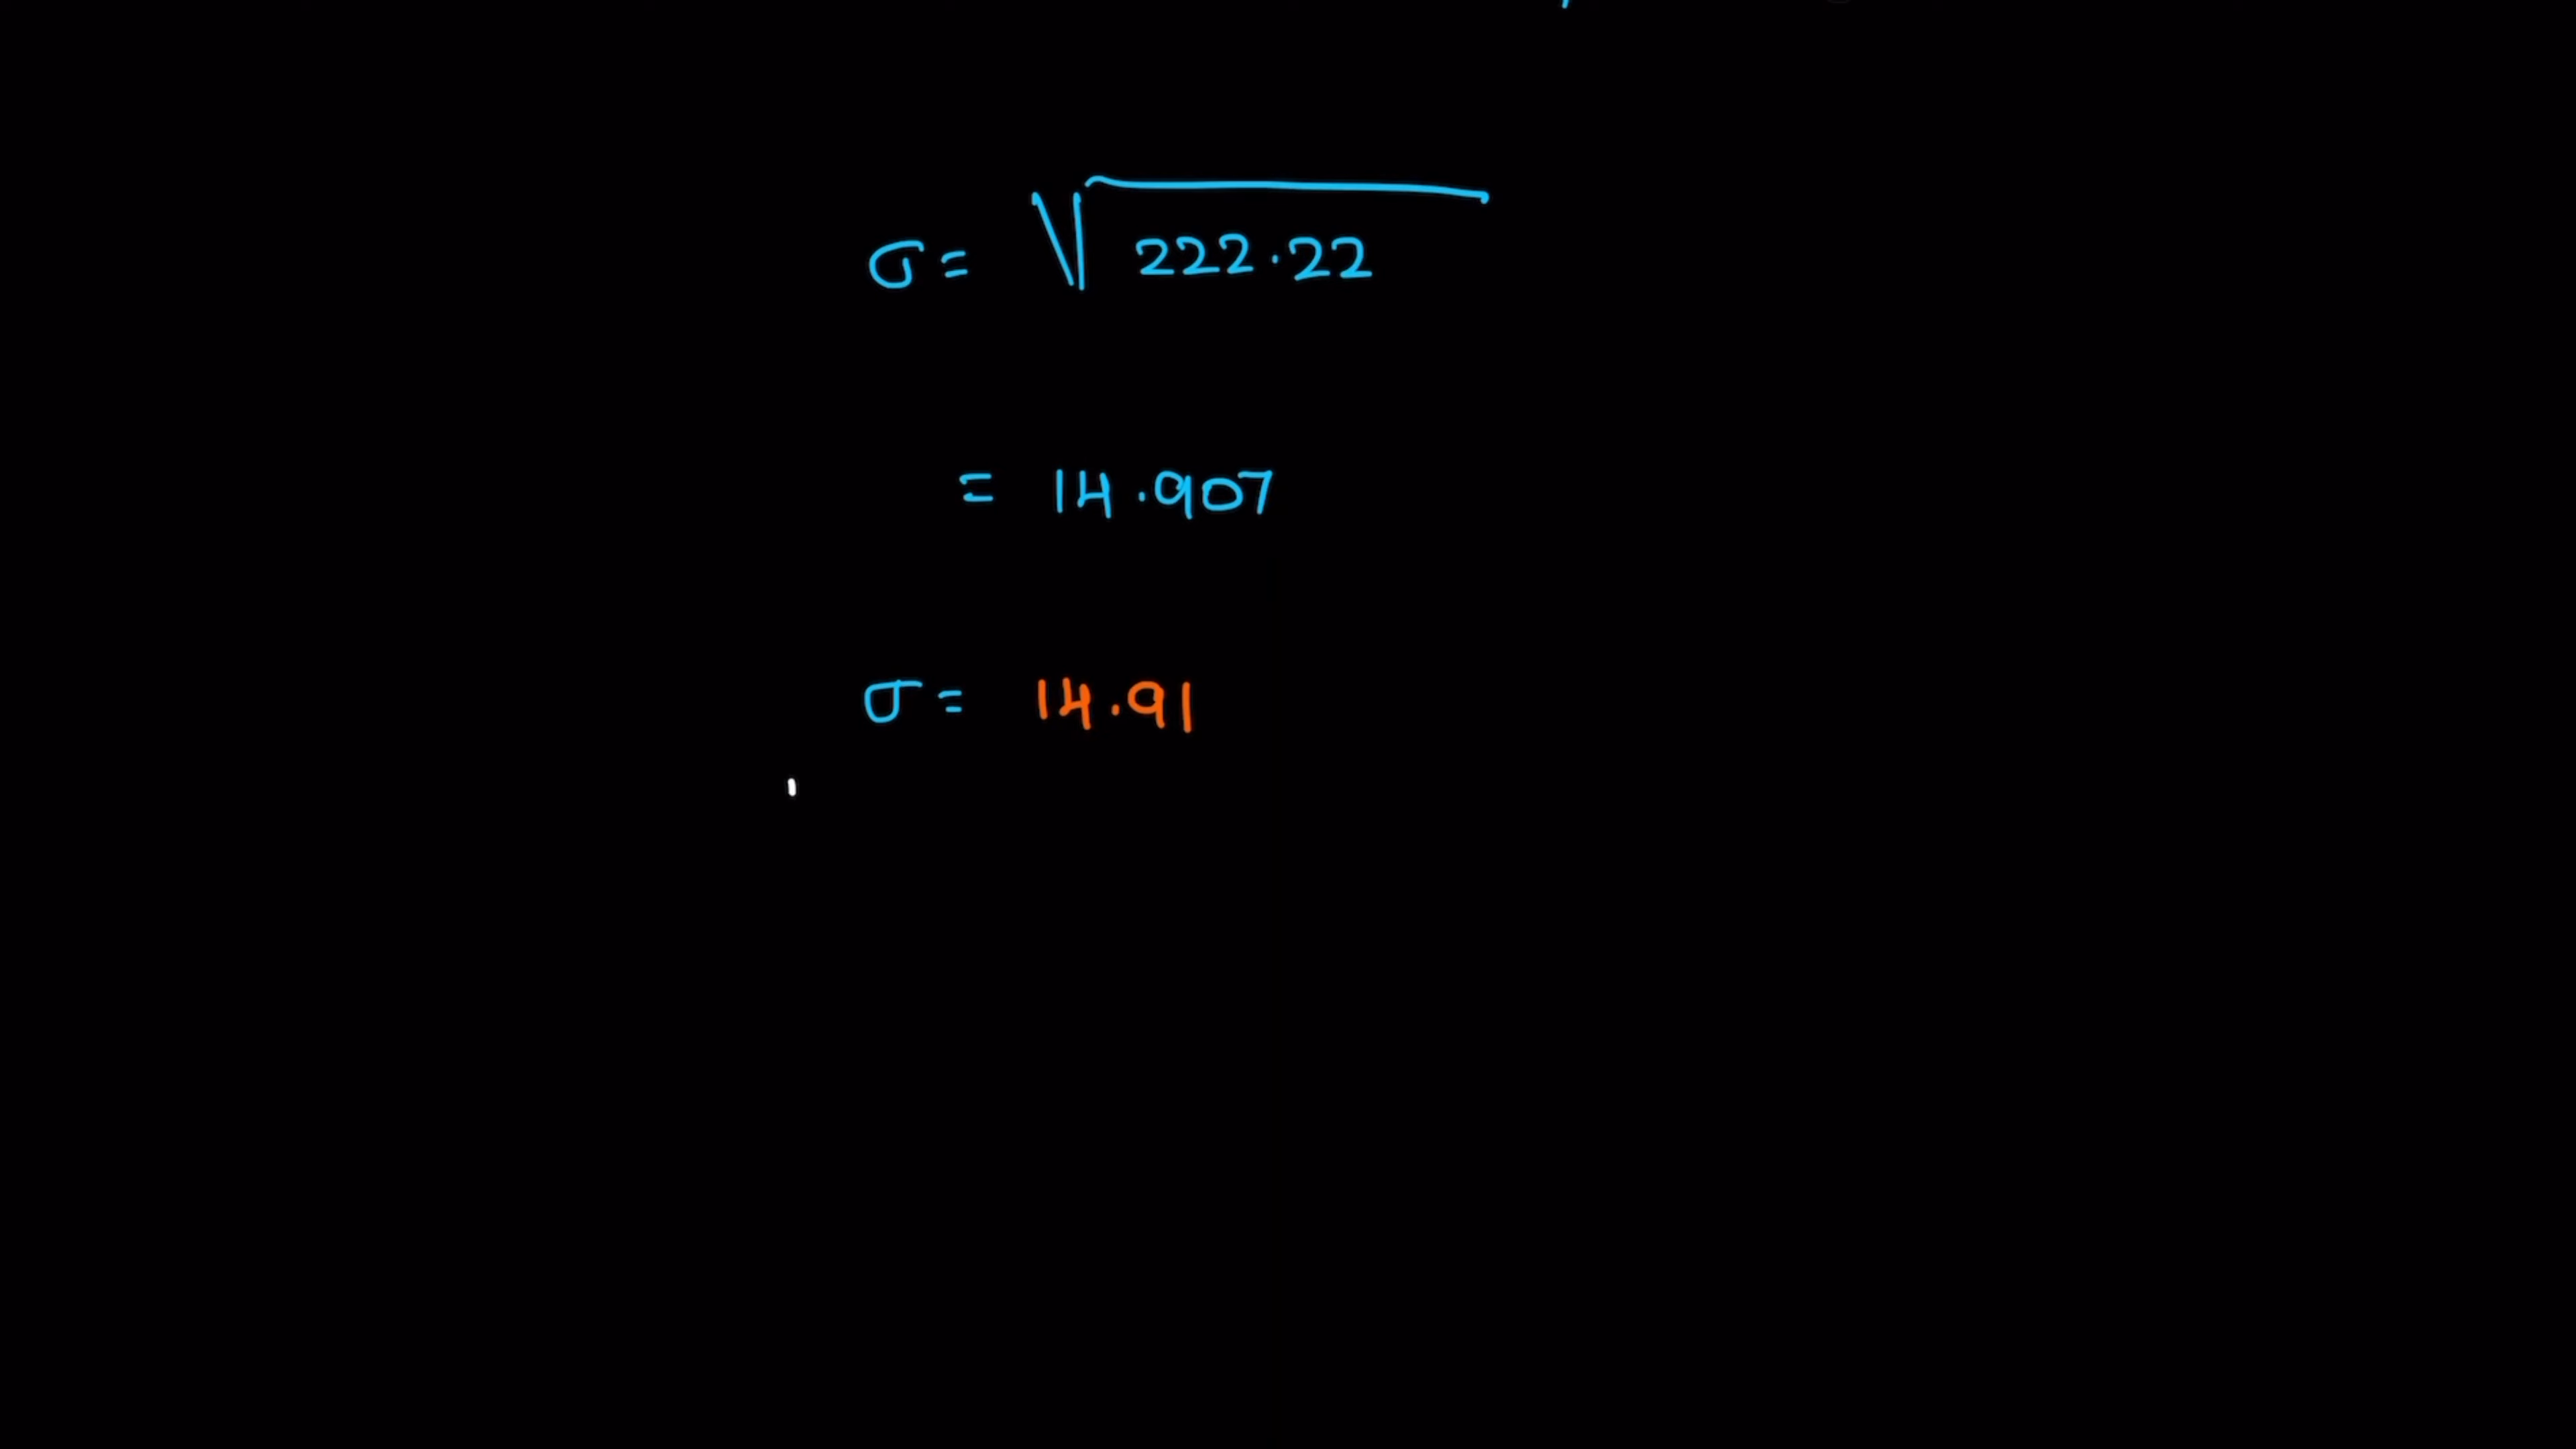 σ = √222.22
= 14.907
σ = 14.91